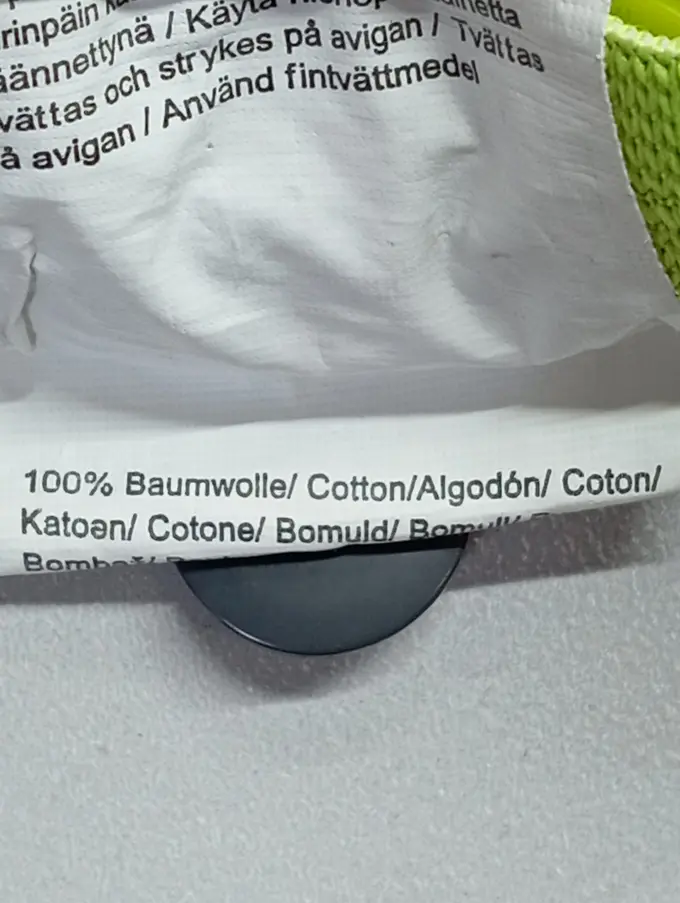 rinpäin
äännettynä / Käytä
vättas och strykes på avigan / Tvättas
å avigan / Använd fintvättmedel
100% Baumwolle/ Cotton/Algodón/ Coton/
Katoen/ Cotone/ Bomuld/ Bomull/